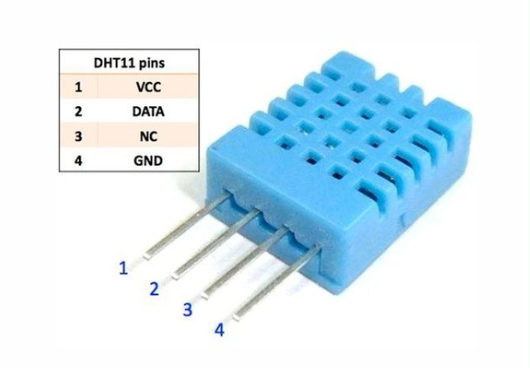 DHT11 pins
1 VCC
2 DATA
3 NC
4 GND
1
2
3
4